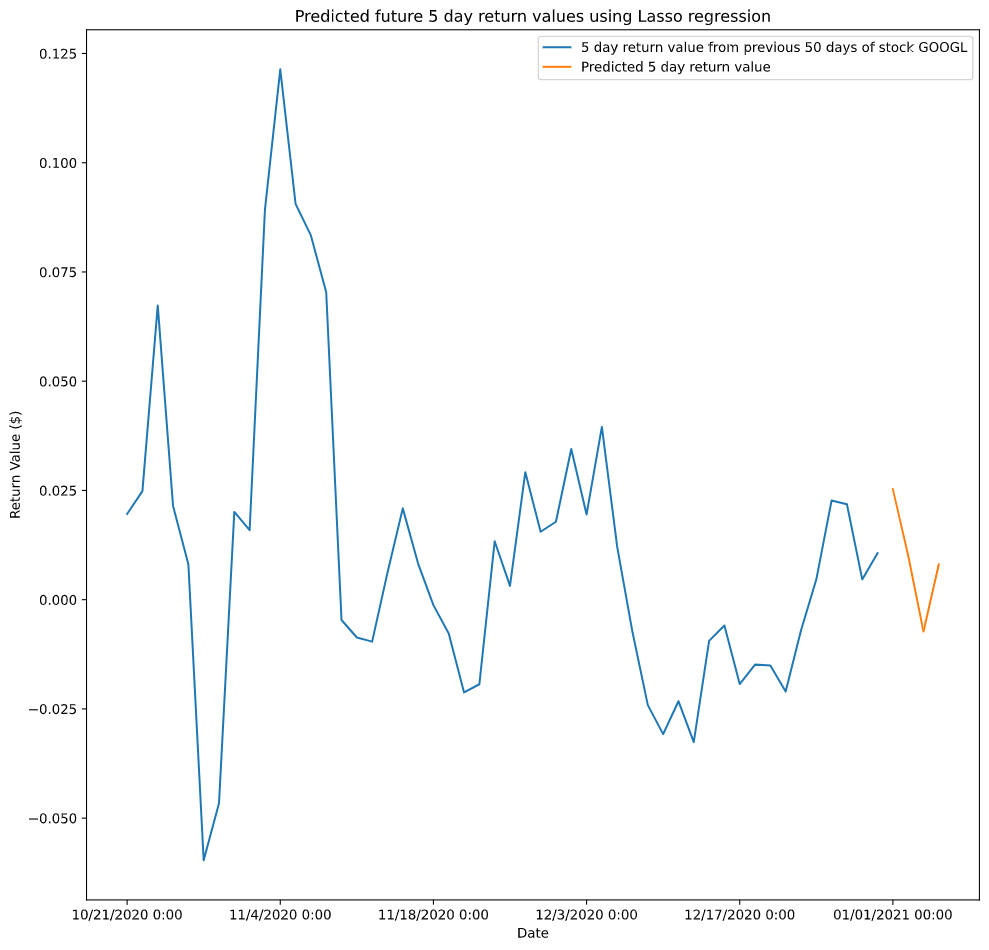 Predicted future 5 day return values using Lasso regression
5 day return value from previous 50 days of stock GOOGL
Predicted 5 day return value
Return Value ($)
0.125
0.100
0.075
0.050
0.025
0.000
−0.025
−0.050
10/21/2020 0:00 11/4/2020 0:00 11/18/2020 0:00 12/3/2020 0:00 12/17/2020 0:00 01/01/2021 00:00
Date